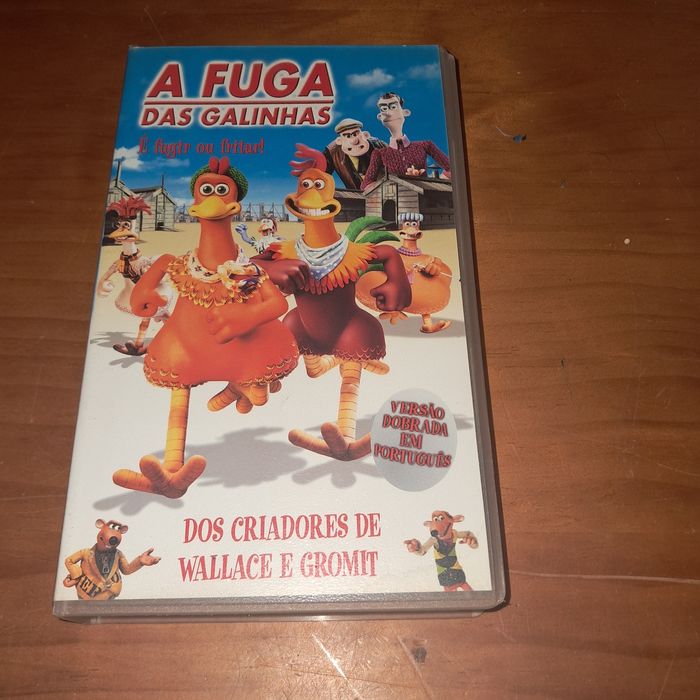 A FUGA
DAS GALINHAS
É fugir ou fritar!
VERSÃO
DOBRADA
EM
PORTUGUÊS
DOS CRIADORES DE
WALLACE E GROMIT